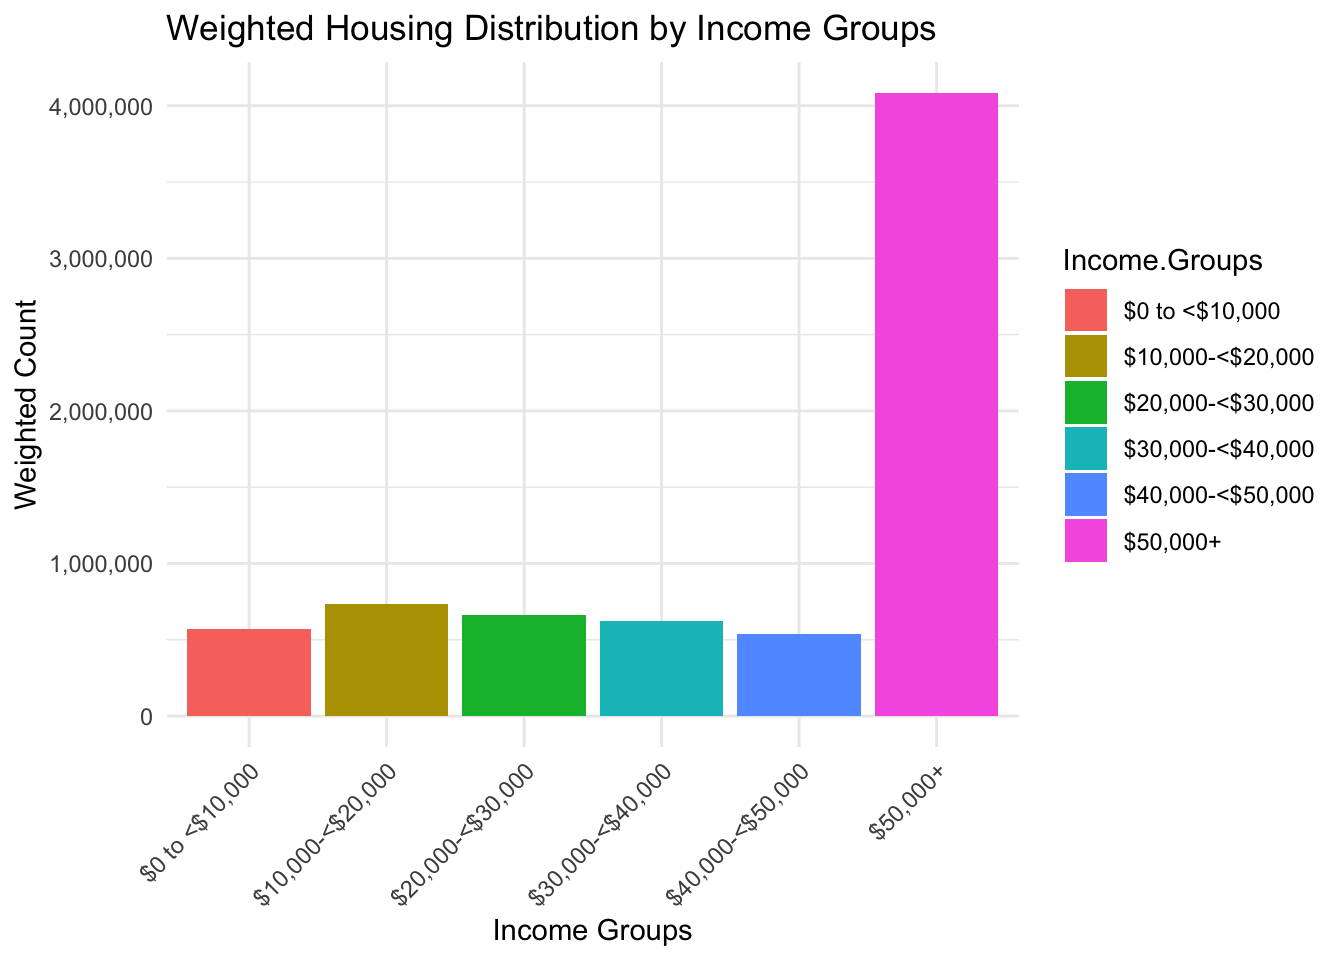 Weighted Housing Distribution by Income Groups
Weighted Count
4,000,000
3,000,000
2,000,000
1,000,000
0
$0 to <$10,000
$10,000-<$20,000
$20,000-<$30,000
$30,000-<$40,000
$40,000-<$50,000
$50,000+
Income Groups
Income.Groups
$0 to <$10,000
$10,000-<$20,000
$20,000-<$30,000
$30,000-<$40,000
$40,000-<$50,000
$50,000+